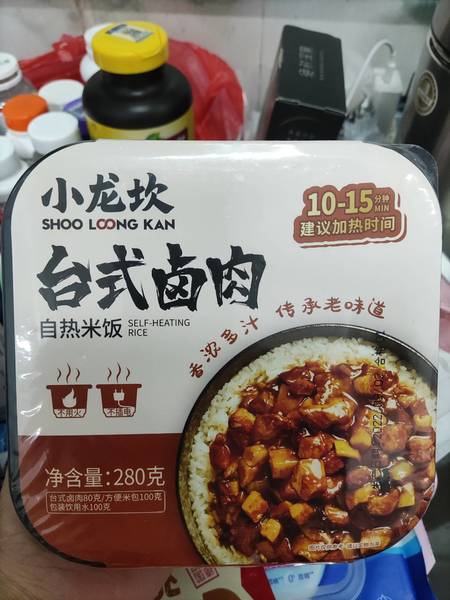 小龙坎
SHOO LOONG KAN
10-15分钟
MIN
建议加热时间
台式卤肉
自热米饭
SELF-HEATING
RICE
香浓多汁 传承老味道
不用火
不插电
净含量:280克
台式卤肉80克/方便米包100克
包装饮用水100克